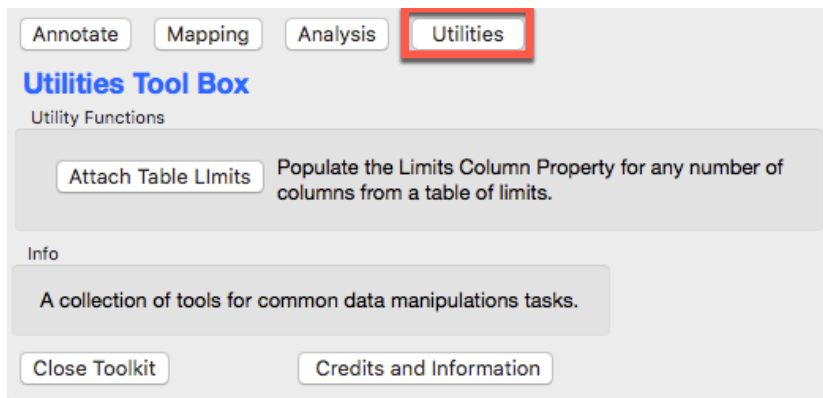 Annotate Mapping Analysis Utilities
Utilities Tool Box
Utility Functions
Attach Table LImits
Populate the Limits Column Property for any number of
columns from a table of limits.
Info
A collection of tools for common data manipulations tasks.
Close Toolkit Credits and Information